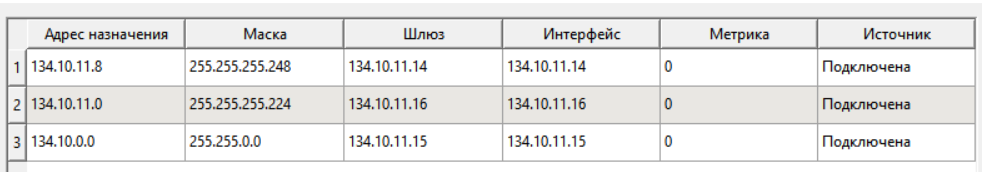 Адрес назначения Маска Шлюз Интерфейс Метрика Источник
1 134.10.11.8 255.255.255.248 134.10.11.14 134.10.11.14 0 Подключена
2 134.10.11.0 255.255.255.224 134.10.11.16 134.10.11.16 0 Подключена
3 134.10.0.0 255.255.0.0 134.10.11.15 134.10.11.15 0 Подключена